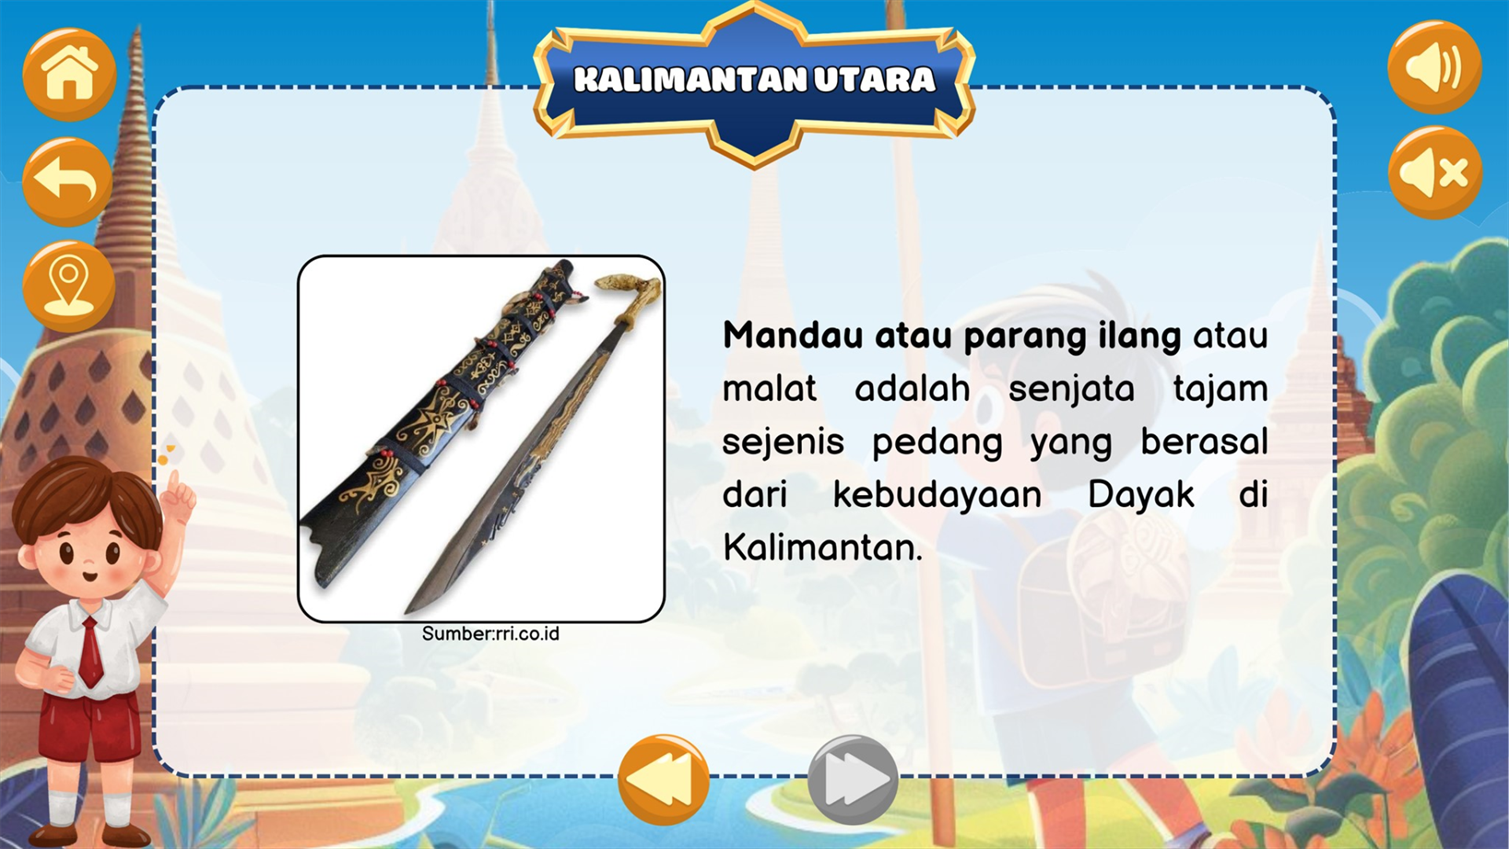 KALIMANTAN UTARA
Mandau atau parang ilang atau
malat adalah senjata tajam
sejenis pedang yang berasal
dari kebudayaan Dayak di
Kalimantan.
Sumber:rri.co.id